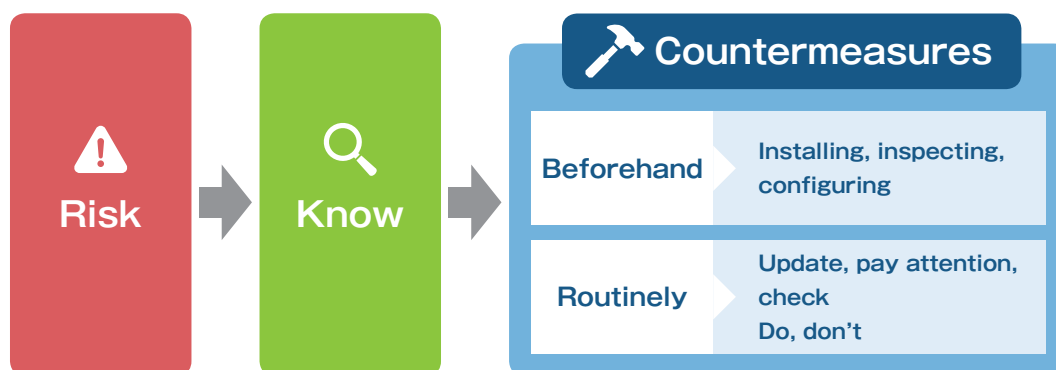 Risk
Know
Countermeasures
Beforehand
Installing, inspecting,
configuring
Routinely
Update, pay attention,
check
Do, don’t